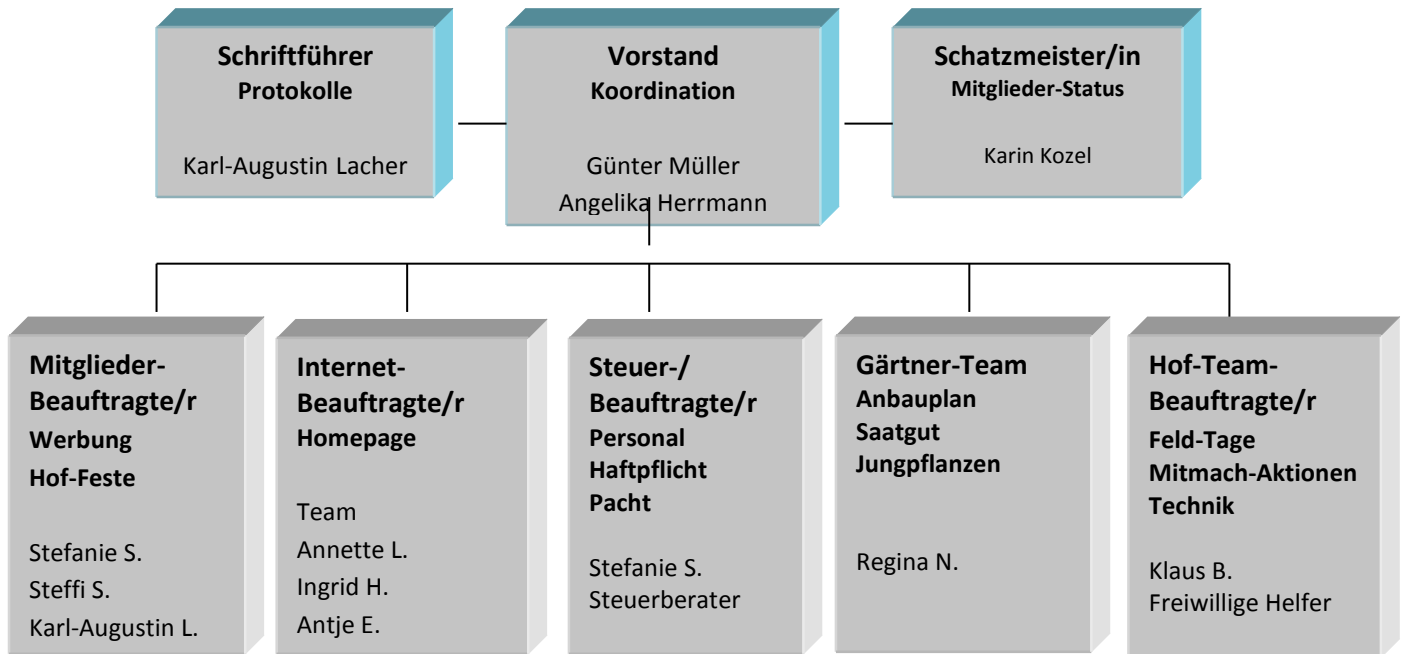 Schriftführer
Protokolle
Karl-Augustin Lacher
Vorstand
Koordination
Günter Müller
Angelika Herrmann
Schatzmeister/in
Mitglieder-Status
Karin Kozel
Mitglieder-
Beauftragte/r
Werbung
Hof-Feste
Stefanie S.
Steffi S.
Karl-Augustin L.
Internet-
Beauftragte/r
Homepage
Team
Annette L.
Ingrid H.
Antje E.
Steuer-/
Beauftragte/r
Personal
Haftpflicht
Pacht
Stefanie S.
Steuerberater
Gärtner-Team
Anbauplan
Saatgut
Jungpflanzen
Regina N.
Hof-Team-
Beauftragte/r
Feld-Tage
Mitmach-Aktionen
Technik
Klaus B.
Freiwillige Helfer